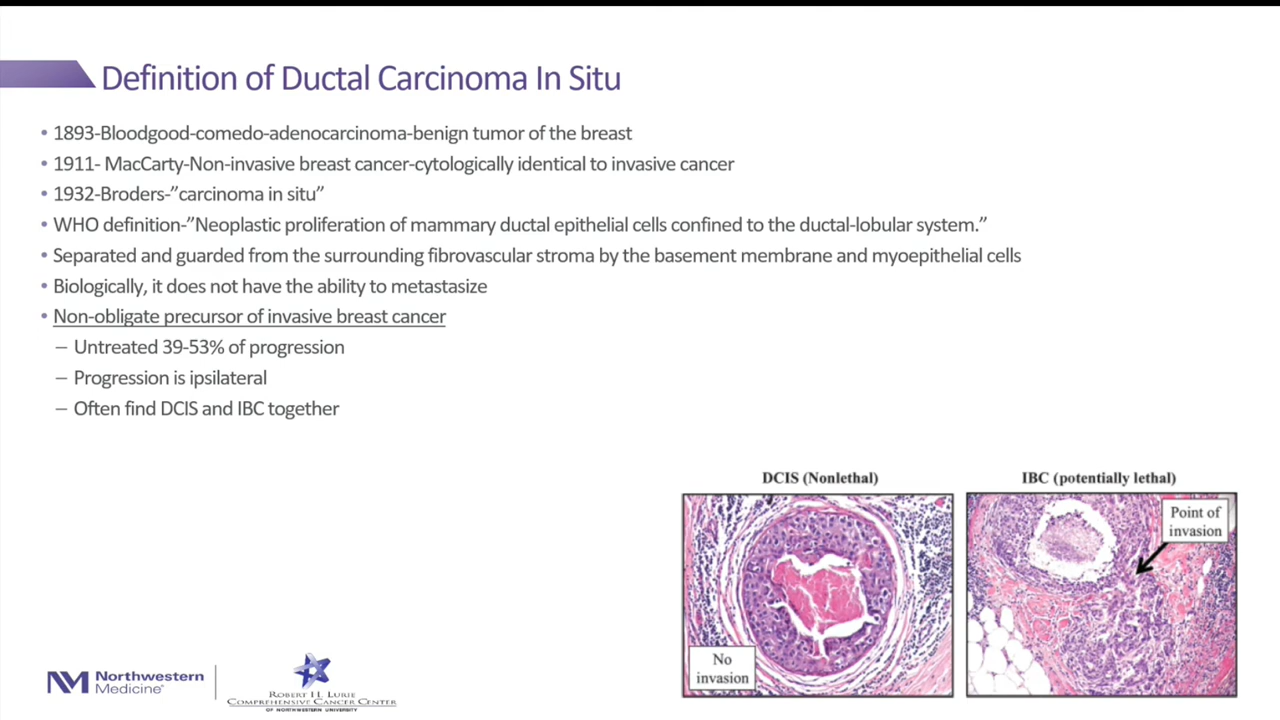 Definition of Ductal Carcinoma In Situ
• 1893-Bloodgood-comedo-adenocarcinoma-benign tumor of the breast
• 1911- MacCarty-Non-invasive breast cancer-cytologically identical to invasive cancer
• 1932-Broders-”carcinoma in situ”
• WHO definition-”Neoplastic proliferation of mammary ductal epithelial cells confined to the ductal-lobular system.”
• Separated and guarded from the surrounding fibrovascular stroma by the basement membrane and myoepithelial cells
• Biologically, it does not have the ability to metastasize
• Non-obligate precursor of invasive breast cancer
– Untreated 39-53% of progression
– Progression is ipsilateral
– Often find DCIS and IBC together
DCIS (Nonlethal)
No
invasion
IBC (potentially lethal)
Point of
invasion
NM Northwestern
Medicine®
ROBERT H. LURIE
COMPREHENSIVE CANCER CENTER
OF NORTHWESTERN UNIVERSITY